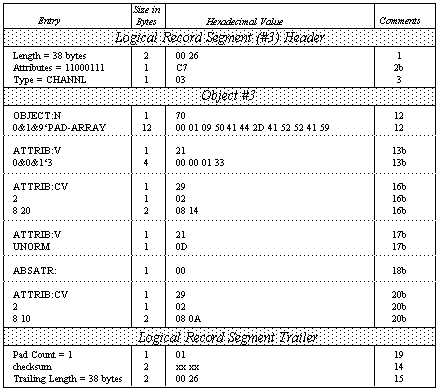 Entry Size in Bytes Hexadecimal Value Comments
Logical Record Segment (#3) Header
Length = 38 bytes 2 00 26 1
Attributes = 11000111 1 C7 2b
Type = CHANNL 1 03 3
Object #3
OBJECT:N 1 70 12
0&1&9'PAD-ARRAY 12 00 01 09 50 41 44 2D 41 52 52 41 59 12
ATTRIB:V 1 21 13b
0&0&1'3 4 00 00 01 33 13b
ATTRIB:CV 1 29 16b
2 1 02 16b
8 20 2 08 14 16b
ATTRIB:V 1 21 17b
UNORM 1 0D 17b
ABSATR: 1 00 18b
ATTRIB:CV 1 29 20b
2 1 02 20b
8 10 2 08 0A 20b
Logical Record Segment Trailer
Pad Count = 1 1 01 19
checksum 2 xx xx 14
Trailing Length = 38 bytes 2 00 26 15